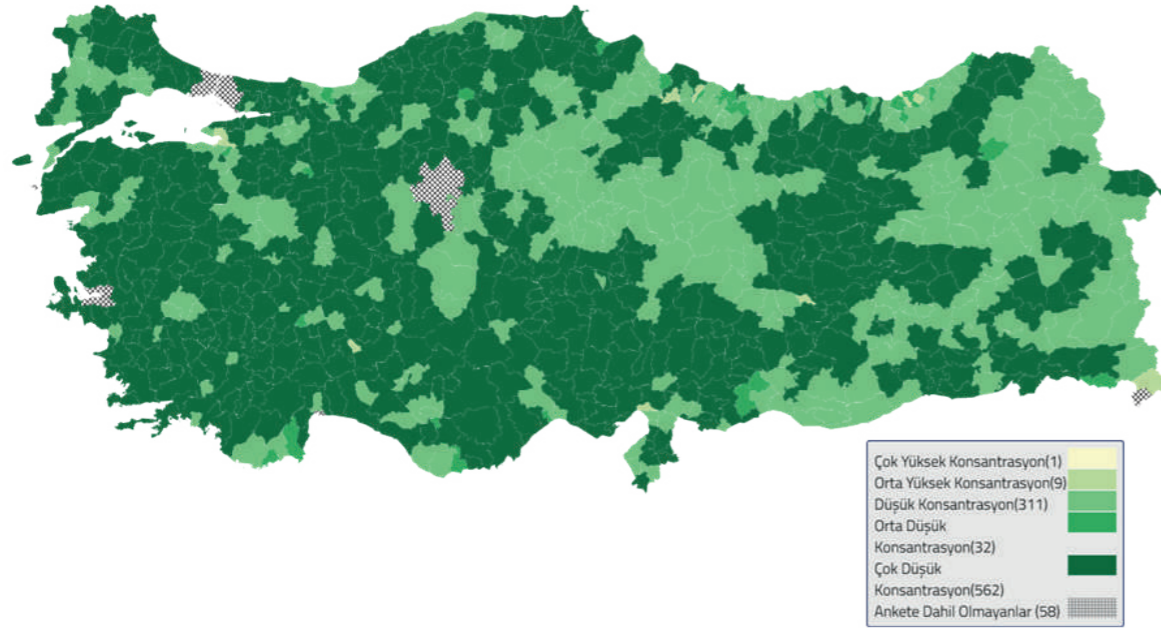 Çok Yüksek Konsantrasyon(1)
Orta Yüksek Konsantrasyon(9)
Düşük Konsantrasyon(311)
Orta Düşük
Konsantrasyon(32)
Çok Düşük
Konsantrasyon(562)
Ankete Dahil Olmayanlar (58)